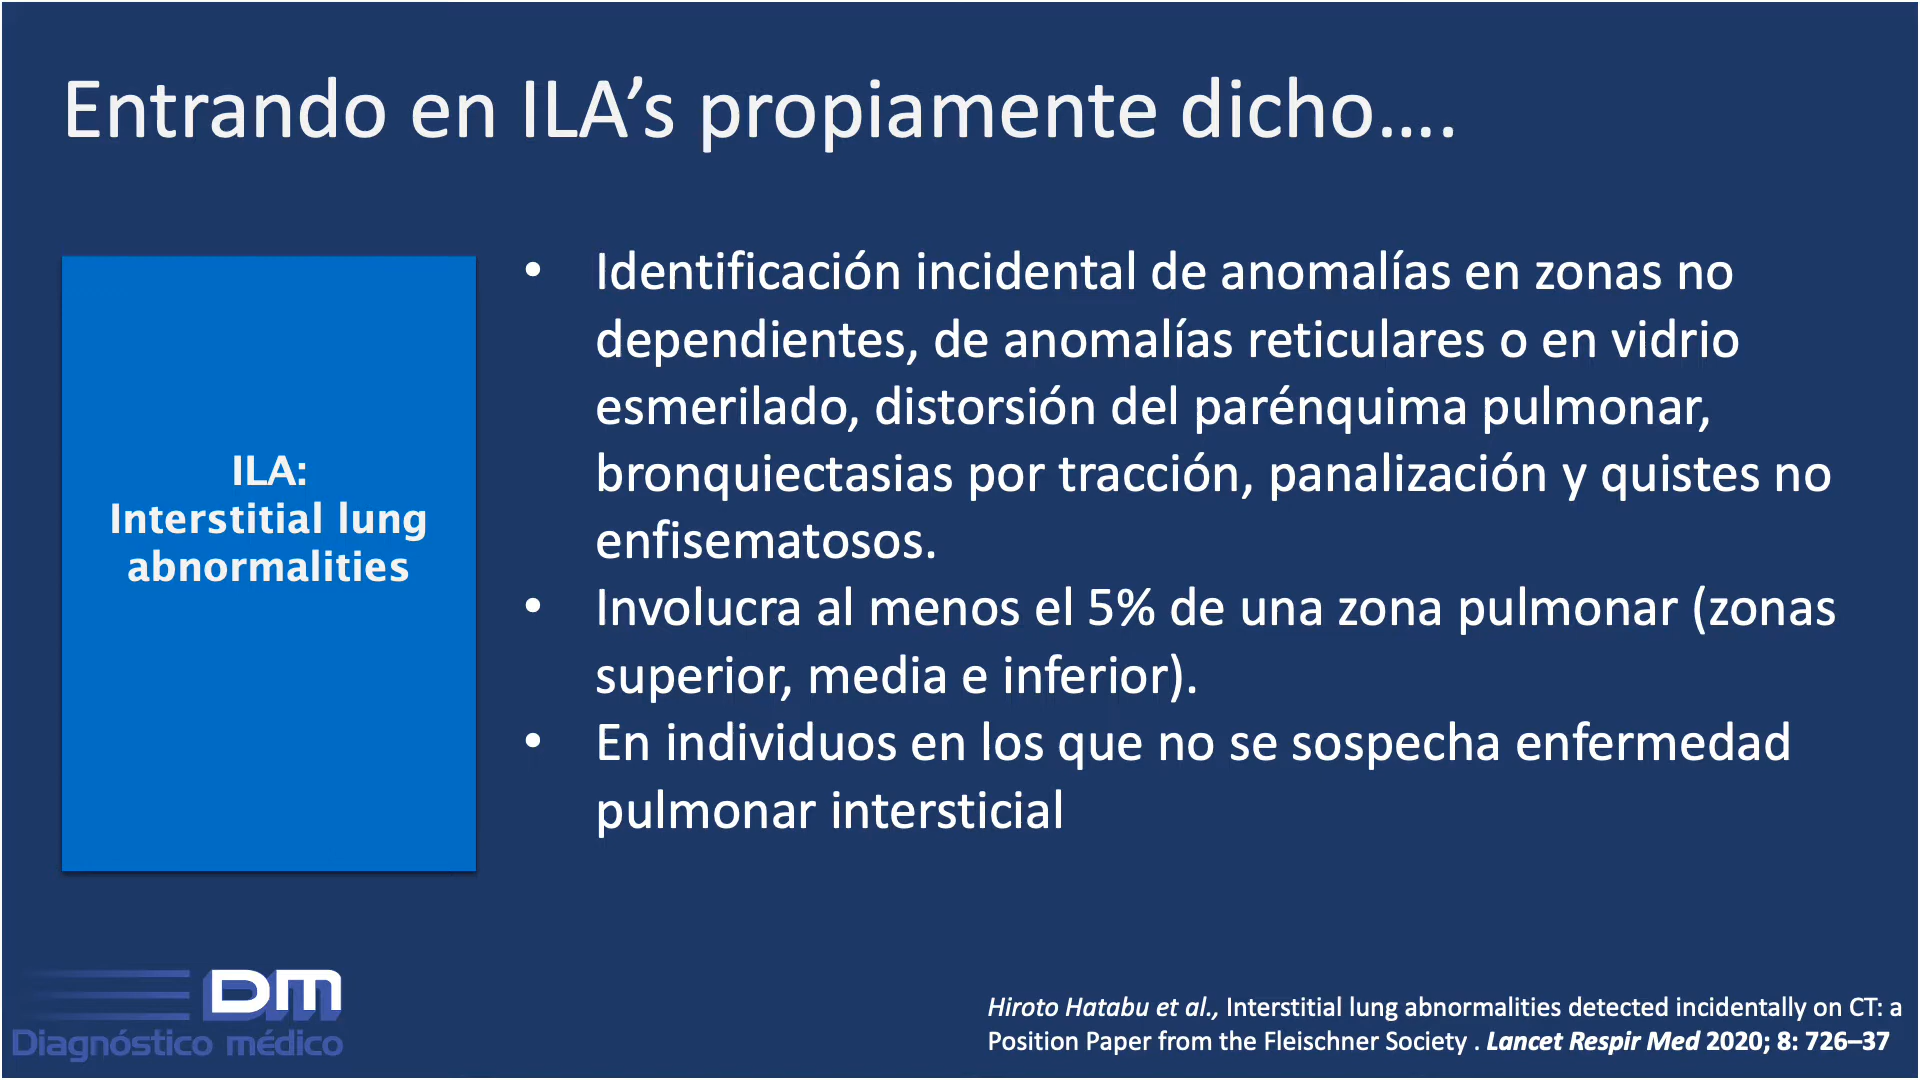 Entrando en ILA’s propiamente dicho....
ILA:
Interstitial lung
abnormalities
• Identificación incidental de anomalías en zonas no
dependientes, de anomalías reticulares o en vidrio
esmerilado, distorsión del parénquima pulmonar,
bronquiectasias por tracción, panalización y quistes no
enfisematosos.
• Involucra al menos el 5% de una zona pulmonar (zonas
superior, media e inferior).
• En individuos en los que no se sospecha enfermedad
pulmonar intersticial
DM
Diagnóstico médico
Hiroto Hatabu et al., Interstitial lung abnormalities detected incidentally on CT: a
Position Paper from the Fleischner Society . Lancet Respir Med 2020; 8: 726–37